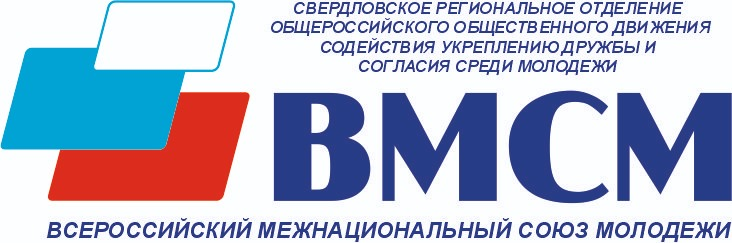 СВЕРДЛОВСКОЕ РЕГИОНАЛЬНОЕ ОТДЕЛЕНИЕ
ОБЩЕРОССИЙСКОГО ОБЩЕСТВЕННОГО ДВИЖЕНИЯ
СОДЕЙСТВИЯ УКРЕПЛЕНИЮ ДРУЖБЫ И
СОГЛАСИЯ СРЕДИ МОЛОДЕЖИ
ВМСМ
ВСЕРОССИЙСКИЙ МЕЖНАЦИОНАЛЬНЫЙ СОЮЗ МОЛОДЕЖИ